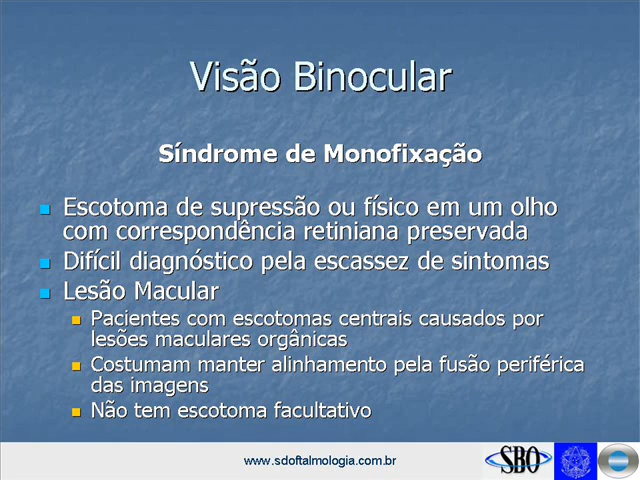 Visão Binocular
Síndrome de Monofixação
Escotoma de supressão ou físico em um olho
com correspondência retiniana preservada
Difícil diagnóstico pela escassez de sintomas
Lesão Macular
Pacientes com escotomas centrais causados por
lesões maculares orgânicas
Costumam manter alinhamento pela fusão periférica
das imagens
Não tem escotoma facultativo
www.sdoftalmologia.com.br
SBO